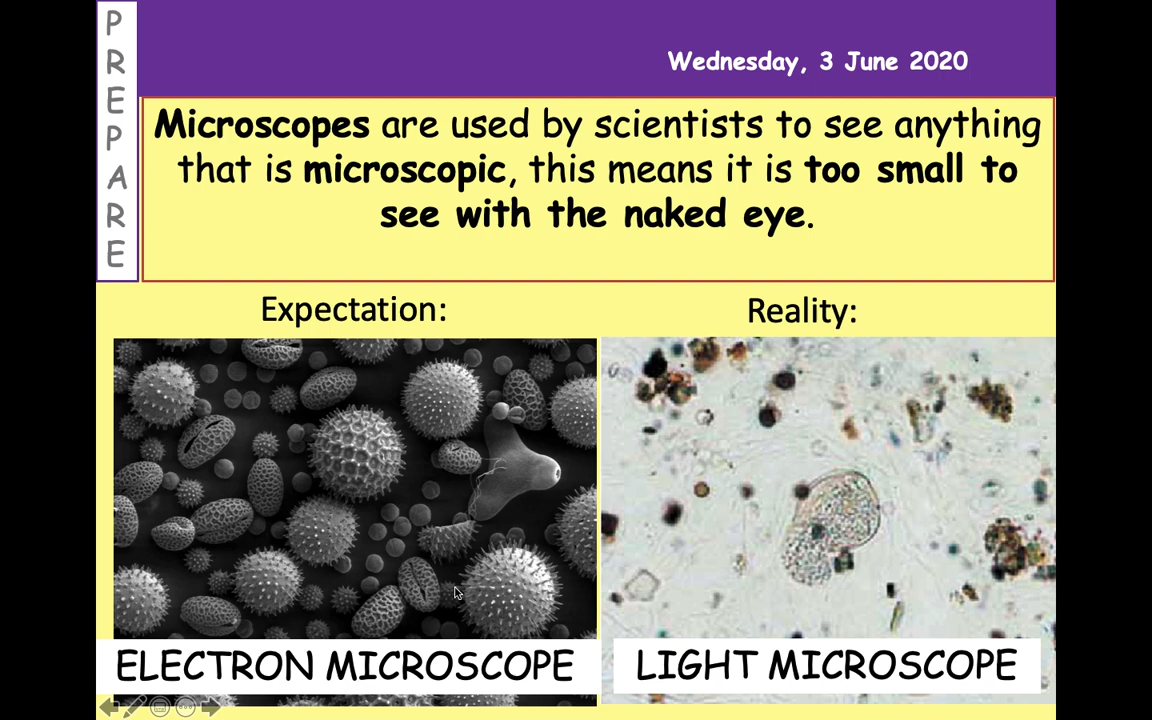 PREPARE
Wednesday, 3 June 2020
Microscopes are used by scientists to see anything
that is microscopic, this means it is too small to
see with the naked eye.
Expectation:
Reality:
ELECTRON MICROSCOPE
LIGHT MICROSCOPE